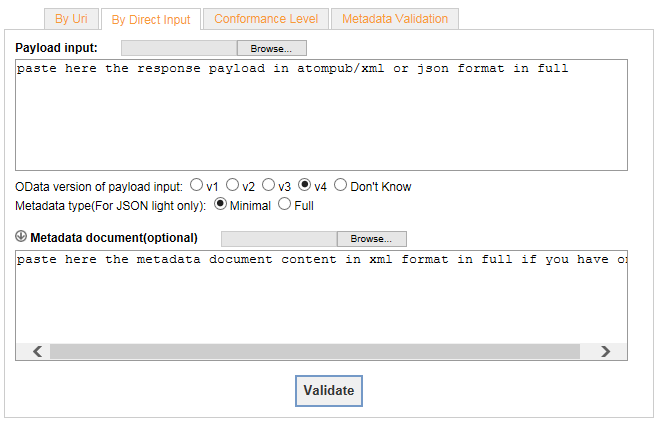 By Uri By Direct Input Conformance Level Metadata Validation
Payload input: Browse...
paste here the response payload in atompub/xml or json format in full
OData version of payload input: v1 v2 v3 v4 Don't Know
Metadata type(For JSON light only): Minimal Full
Metadata document(optional) Browse...
paste here the metadata document content in xml format in full if you have
Validate